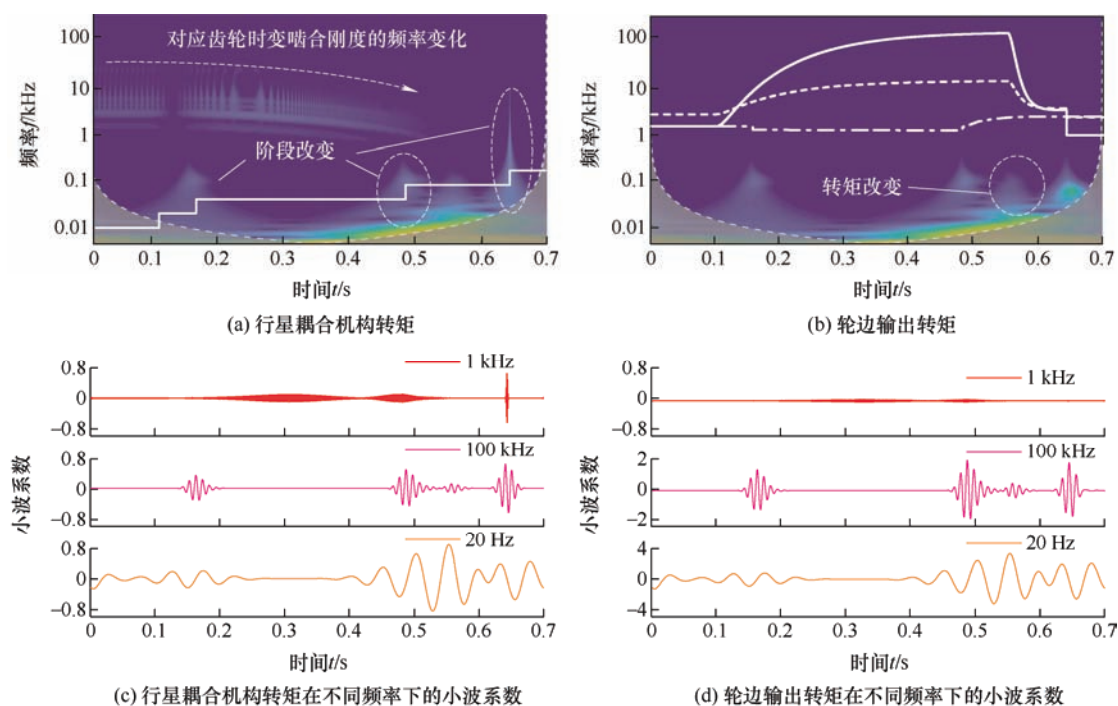 对应齿轮时变啮合刚度的频率变化
阶段改变
频率f/kHz
100
10
1
0.1
0.01
0 0.1 0.2 0.3 0.4 0.5 0.6 0.7
时间t/s
(a) 行星耦合机构转矩
转矩改变
频率f/kHz
100
10
1
0.1
0.01
0 0.1 0.2 0.3 0.4 0.5 0.6 0.7
时间t/s
(b) 轮边输出转矩
小波系数
1 kHz
0.8
0
−0.8
100 kHz
0.8
0
−0.8
20 Hz
0.8
0
−0.8
0 0.1 0.2 0.3 0.4 0.5 0.6 0.7
时间t/s
(c) 行星耦合机构转矩在不同频率下的小波系数
小波系数
1 kHz
0.8
0
−0.8
100 kHz
2
0
−2
20 Hz
4
0
−4
0 0.1 0.2 0.3 0.4 0.5 0.6 0.7
时间t/s
(d) 轮边输出转矩在不同频率下的小波系数